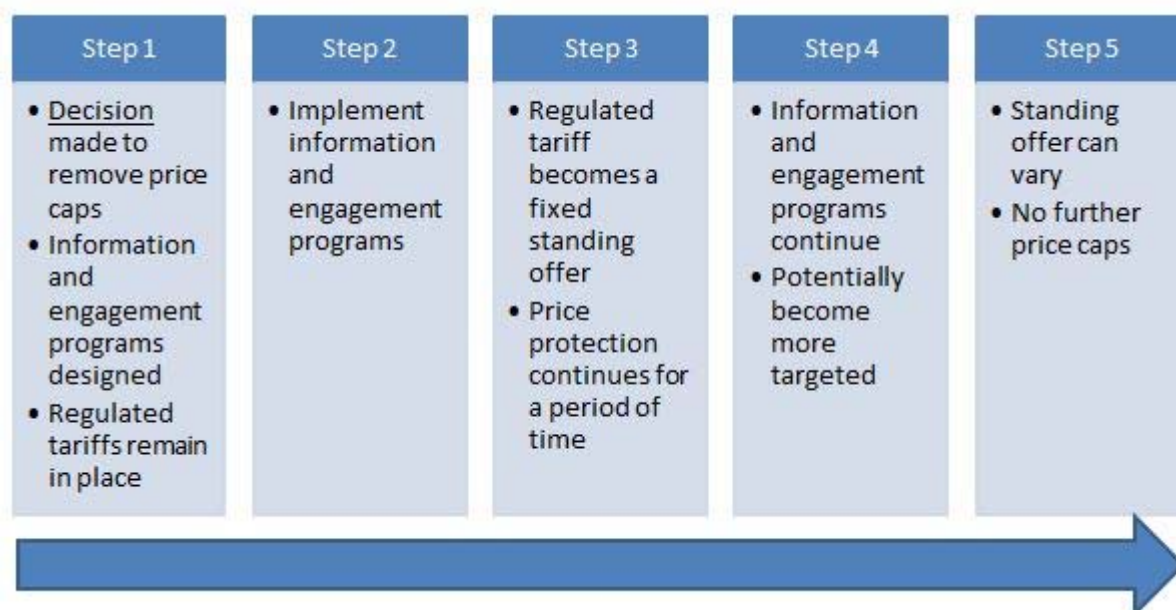 Step 1
• Decision
made to
remove price
caps
• Information
and
engagement
programs
designed
• Regulated
tariffs remain
in place
Step 2
• Implement
information
and
engagement
programs
Step 3
• Regulated
tariff
becomes a
fixed
standing
offer
• Price
protection
continues for
a period of
time
Step 4
• Information
and
engagement
programs
continue
• Potentially
become
more
targeted
Step 5
• Standing
offer can
vary
• No further
price caps